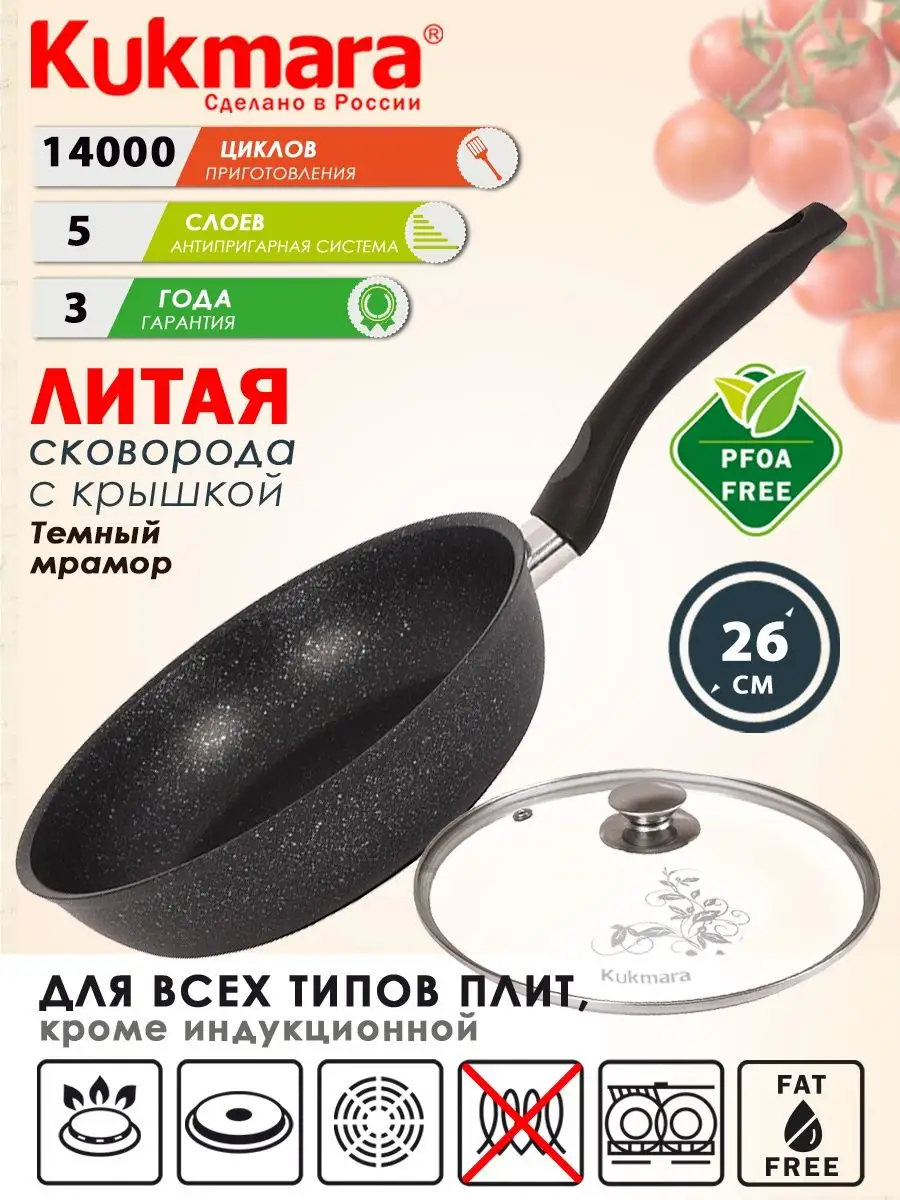 Kukmara®
Сделано в России
14000 ЦИКЛОВ
ПРИГОТОВЛЕНИЯ
5 СЛОЕВ
АНТИПРИГАРНАЯ СИСТЕМА
3 ГОДА
ГАРАНТИЯ
ЛИТАЯ
сковорода
с крышкой
Темный
мрамор
PFOA
FREE
26
СМ
Kukmara
ДЛЯ ВСЕХ ТИПОВ ПЛИТ,
кроме индукционной
FAT
FREE